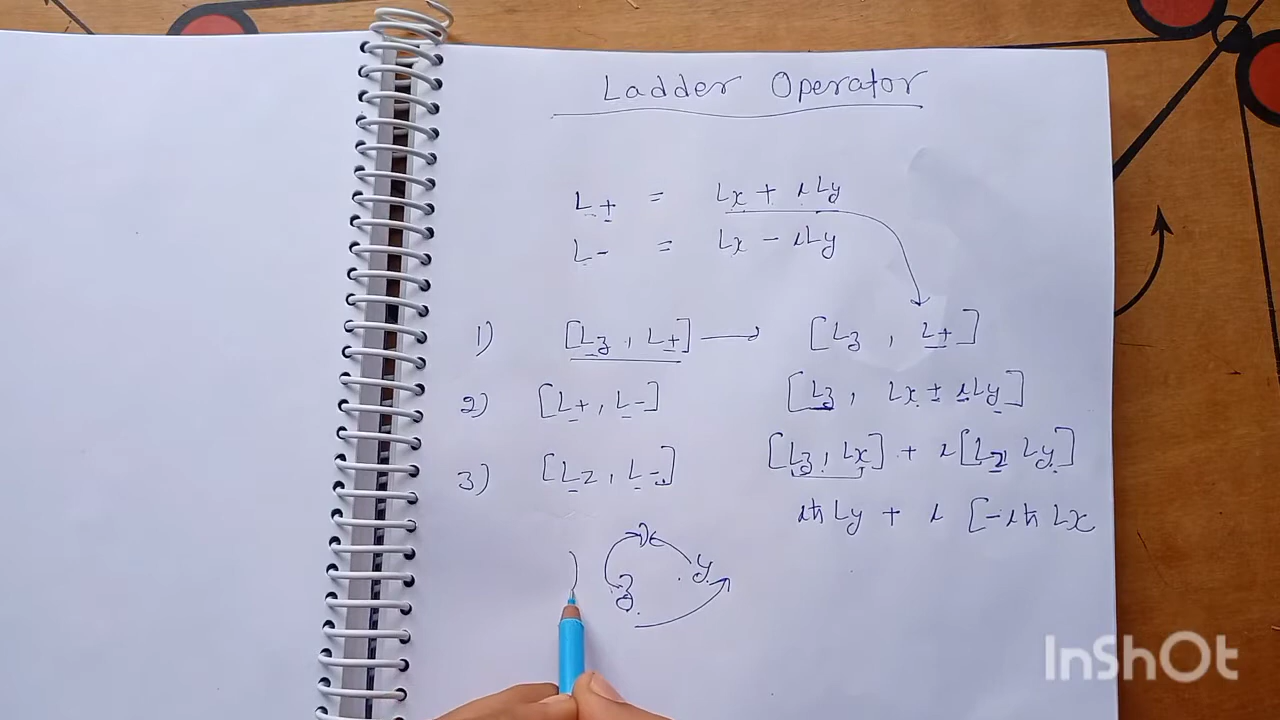 Ladder Operator
L+ = Lx + iLy
L- = Lx - iLy
1) [Lz , L+] → [Lz , L+]
2) [L+ , L-] [Lz , Lx ± iLy]
3) [Lz , L-] [Lz , Lx] + i[Lz Ly]
iħ Ly + i [-iħ Lx
x
y
z
InShOt